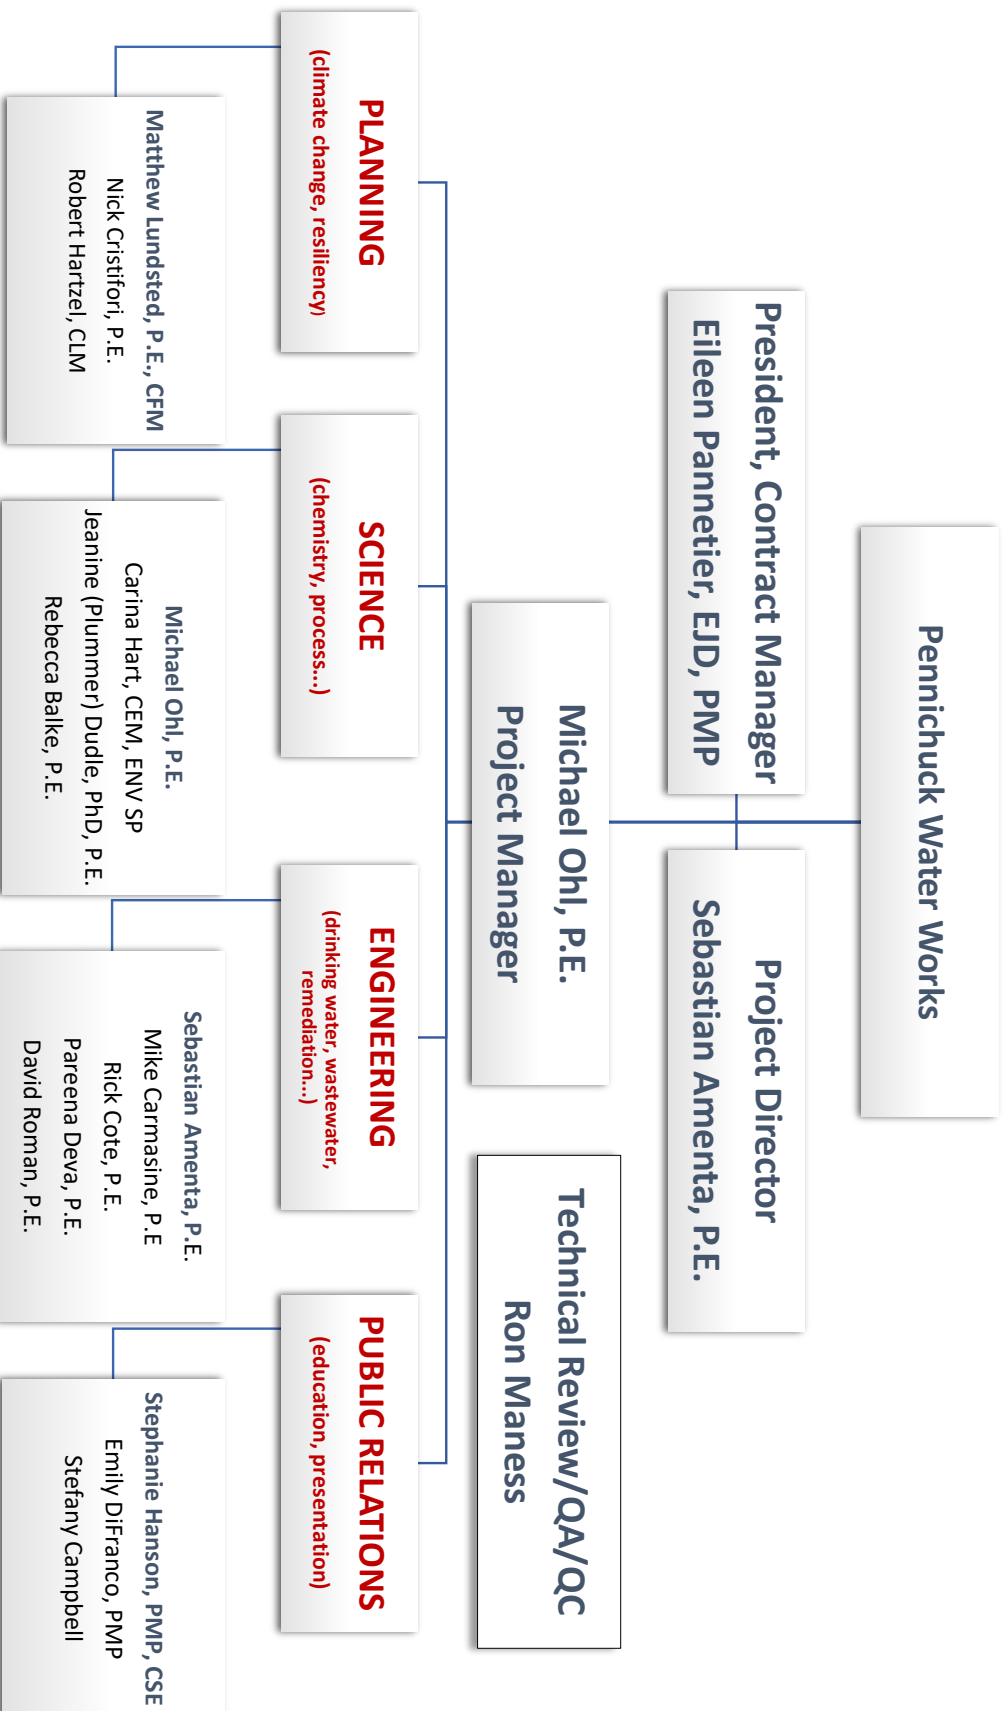 Pennichuck Water Works
President, Contract Manager
Eileen Pannetier, EJD, PMP
Project Director
Sebastian Amenta, P.E.
Michael Ohl, P.E.
Project Manager
Technical Review/QA/QC
Ron Maness
PLANNING
(climate change, resiliency)
SCIENCE
(chemistry, process...)
ENGINEERING
(drinking water, wastewater,
remediation...)
PUBLIC RELATIONS
(education, presentation)
Matthew Lundsted, P.E., CFM
Nick Cristifori, P.E.
Robert Hartzel, CLM
Michael Ohl, P.E.
Carina Hart, CEM, ENV SP
Jeanine (Plummer) Dudle, PhD, P.E.
Rebecca Balke, P.E.
Sebastian Amenta, P.E.
Mike Carmasine, P.E
Rick Cote, P.E.
Pareena Deva, P.E.
David Roman, P.E.
Stephanie Hanson, PMP, CSE
Emily DiFranco, PMP
Stefany Campbell